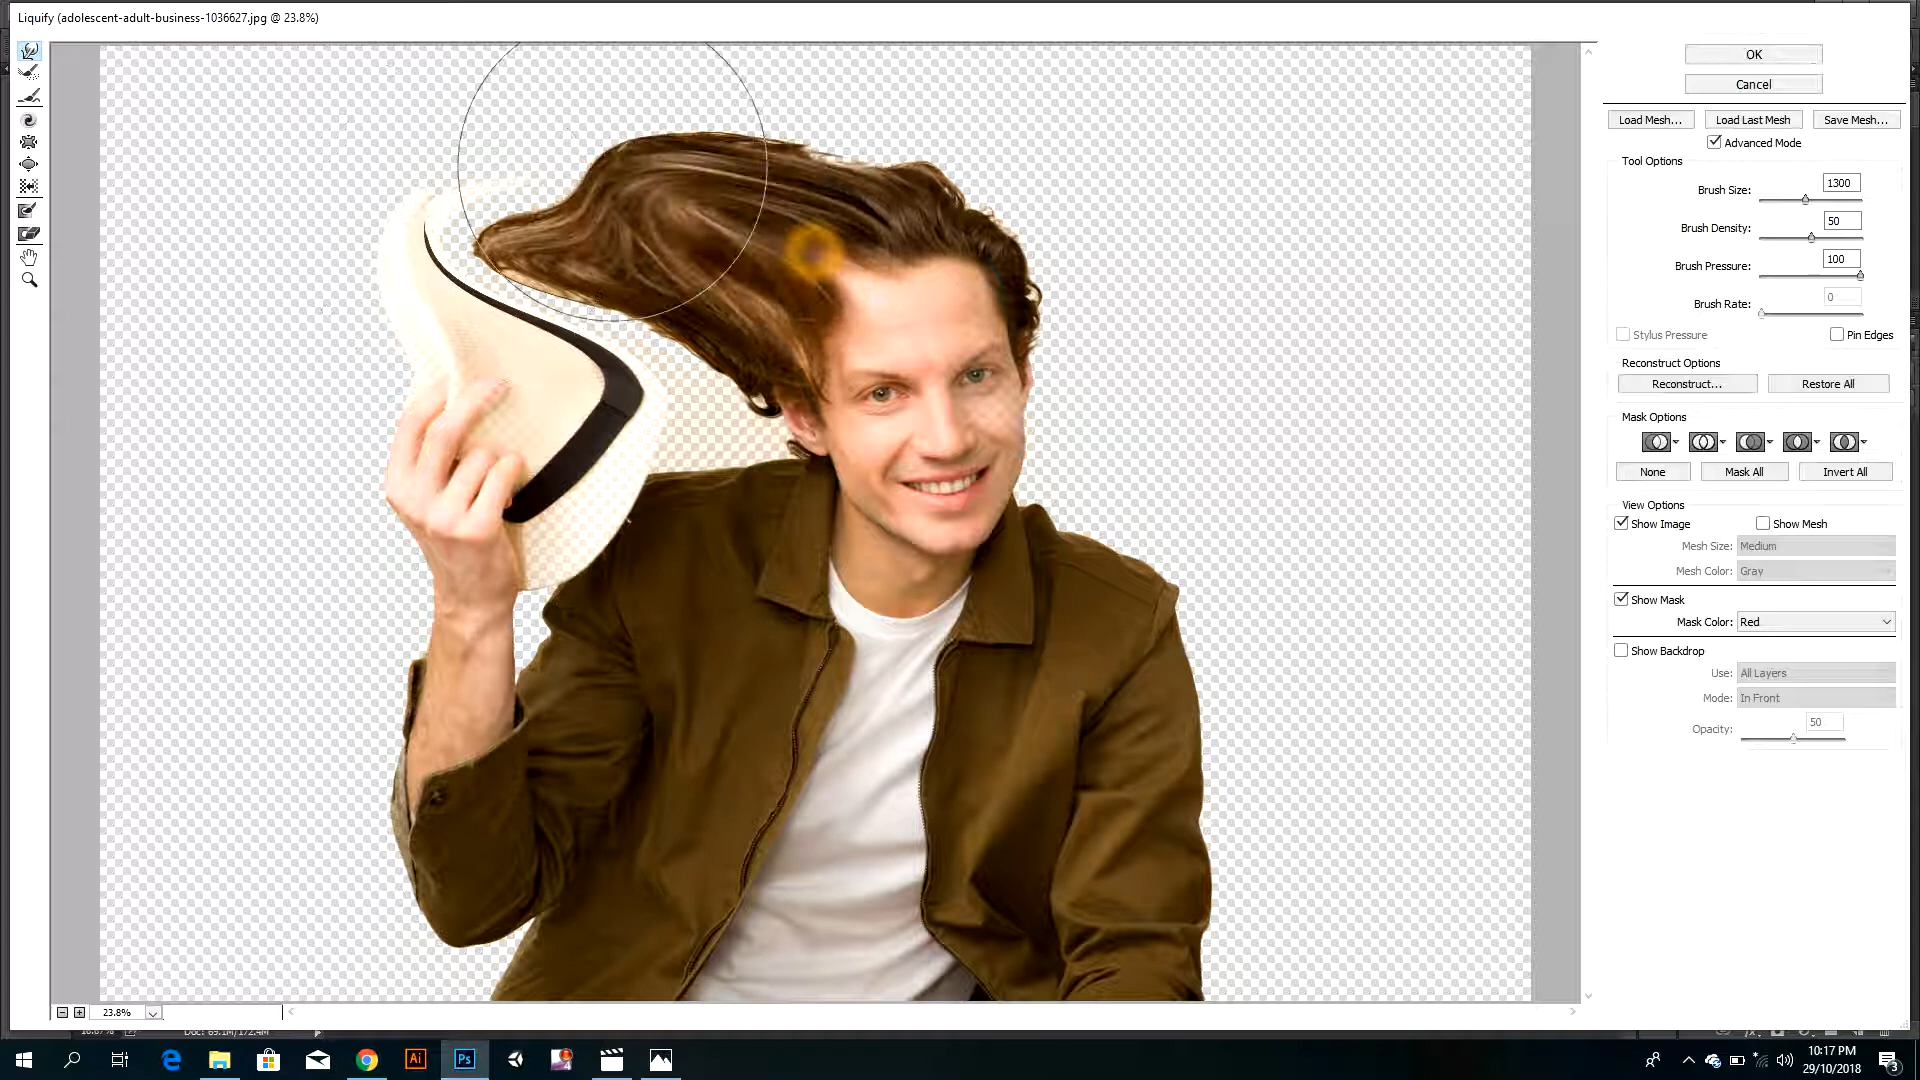 Liquify (adolescent-adult-business-1036627.jpg @ 23.8%)
OK
Cancel
Load Mesh...
Load Last Mesh
Save Mesh...
Advanced Mode
Tool Options
Brush Size:
1300
Brush Density:
50
Brush Pressure:
100
Brush Rate:
0
Stylus Pressure
Pin Edges
Reconstruct Options
Reconstruct...
Restore All
Mask Options
None
Mask All
Invert All
View Options
Show Image
Show Mesh
Mesh Size:
Medium
Mesh Color:
Gray
Show Mask
Mask Color:
Red
Show Backdrop
Use:
All Layers
Mode:
In Front
Opacity:
50
23.8%
Ai
Ps
10:17 PM
29/10/2018
3